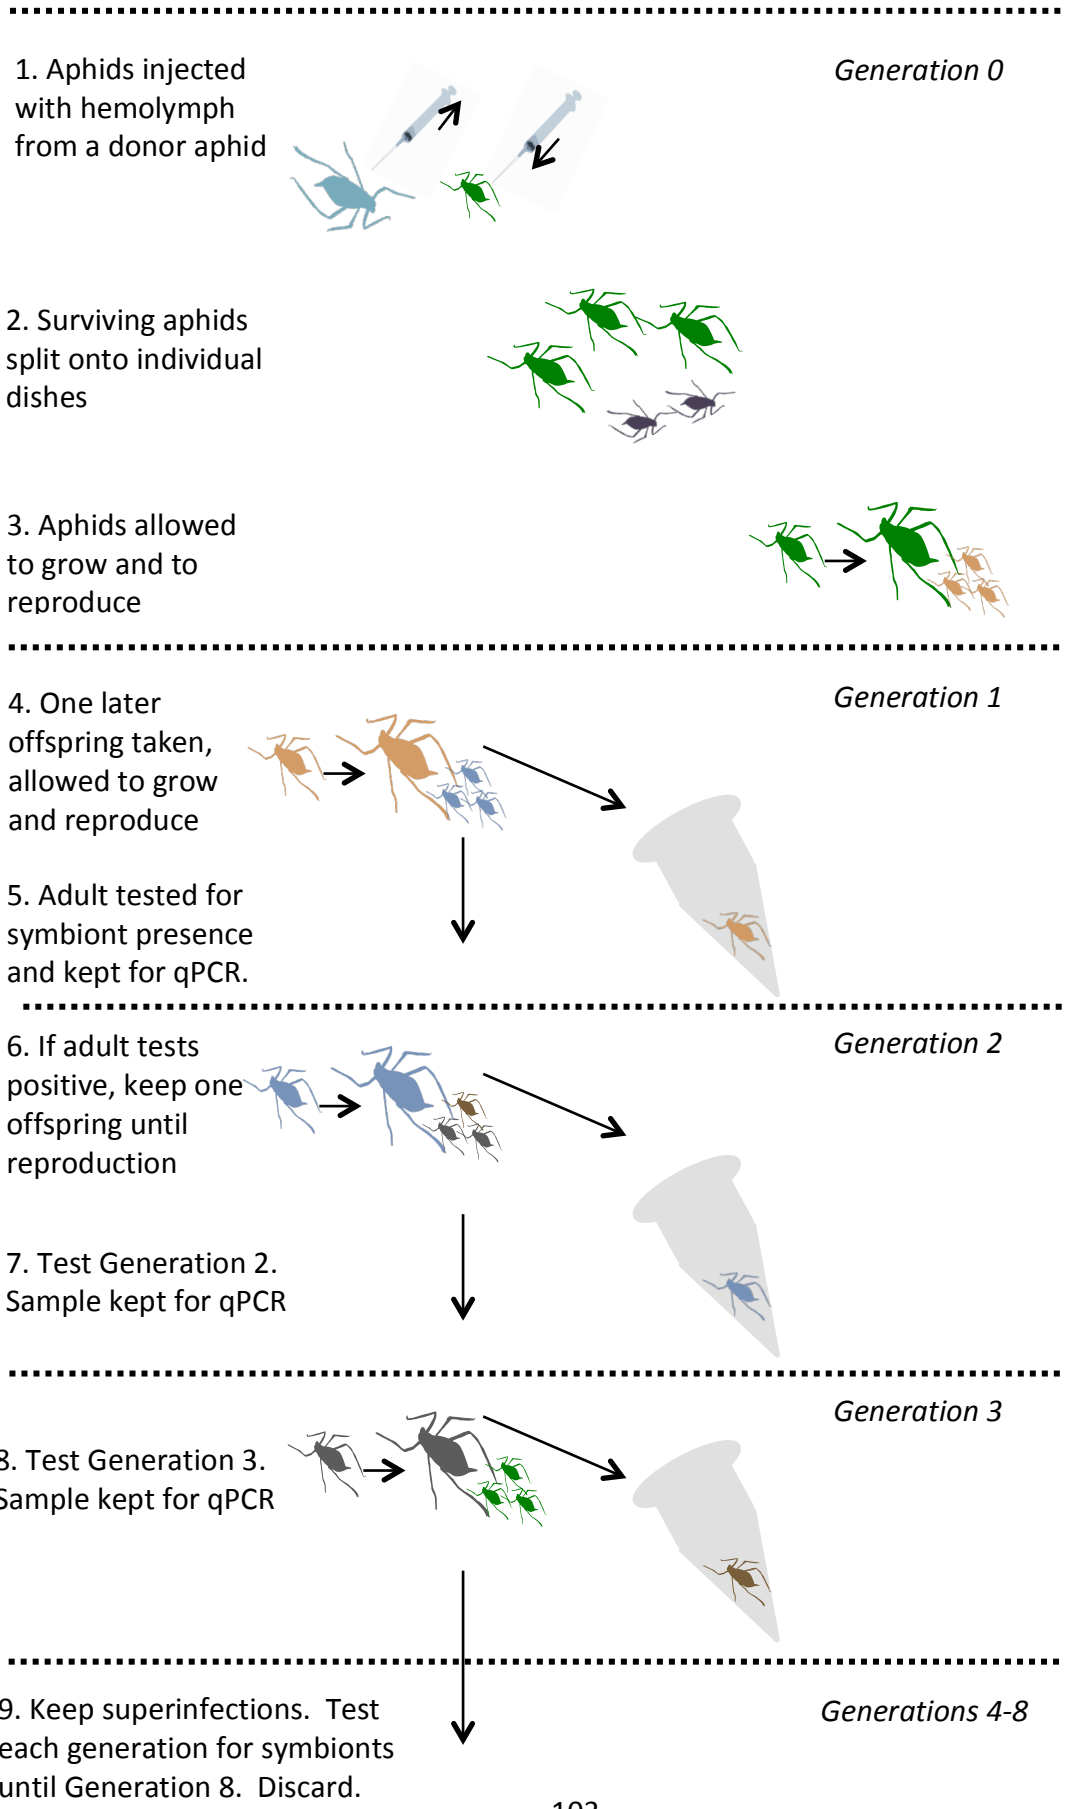 1. Aphids injected
with hemolymph
from a donor aphid
Generation 0
2. Surviving aphids
split onto individual
dishes
3. Aphids allowed
to grow and to
reproduce
4. One later
offspring taken,
allowed to grow
and reproduce
Generation 1
5. Adult tested for
symbiont presence
and kept for qPCR.
6. If adult tests
positive, keep one
offspring until
reproduction
Generation 2
7. Test Generation 2.
Sample kept for qPCR
Generation 3
8. Test Generation 3.
Sample kept for qPCR
9. Keep superinfections.  Test
each generation for symbionts
until Generation 8.  Discard.
Generations 4-8